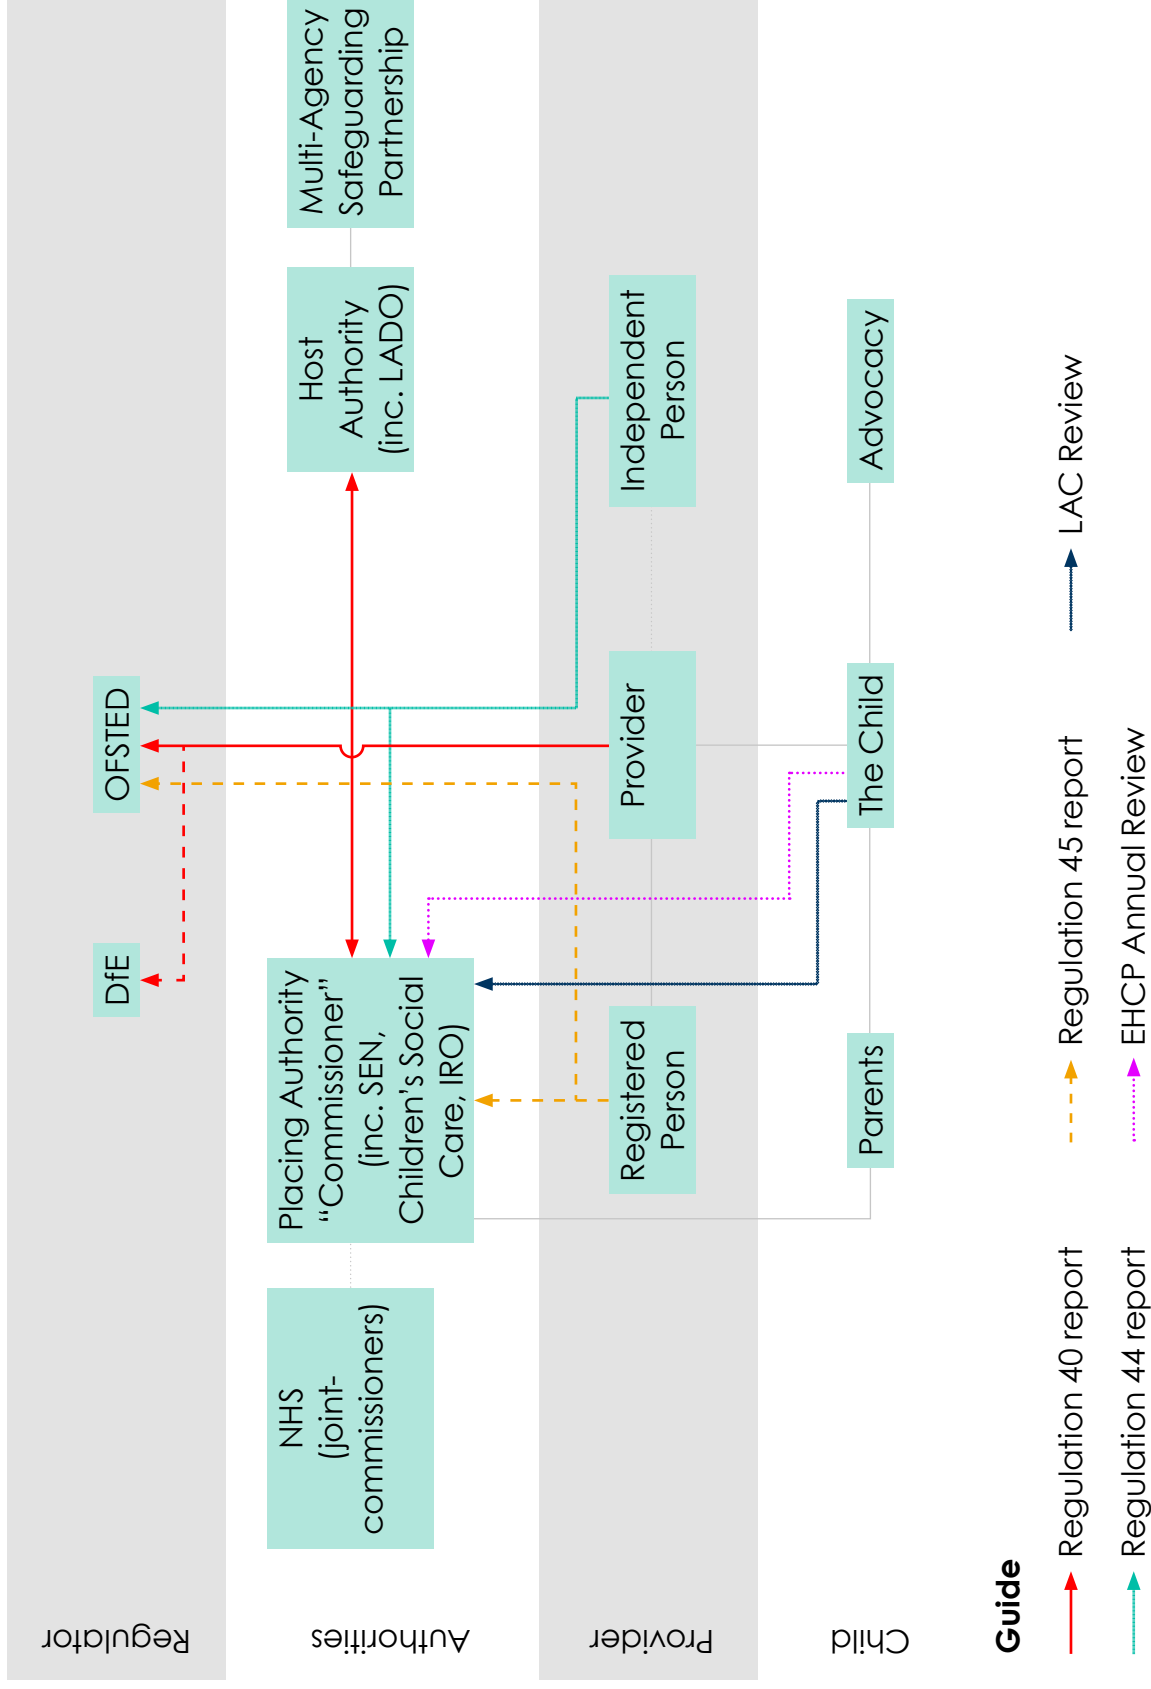 Regulator
DfE
OFSTED
Authorities
NHS
(joint-
commissioners)
Placing Authority
“Commissioner”
(inc. SEN,
Children’s Social
Care, IRO)
Host
Authority
(inc. LADO)
Multi-Agency
Safeguarding
Partnership
Provider
Registered
Person
Provider
Independent
Person
Child
Parents
The Child
Advocacy
Guide
Regulation 40 report
Regulation 45 report
LAC Review
Regulation 44 report
EHCP Annual Review